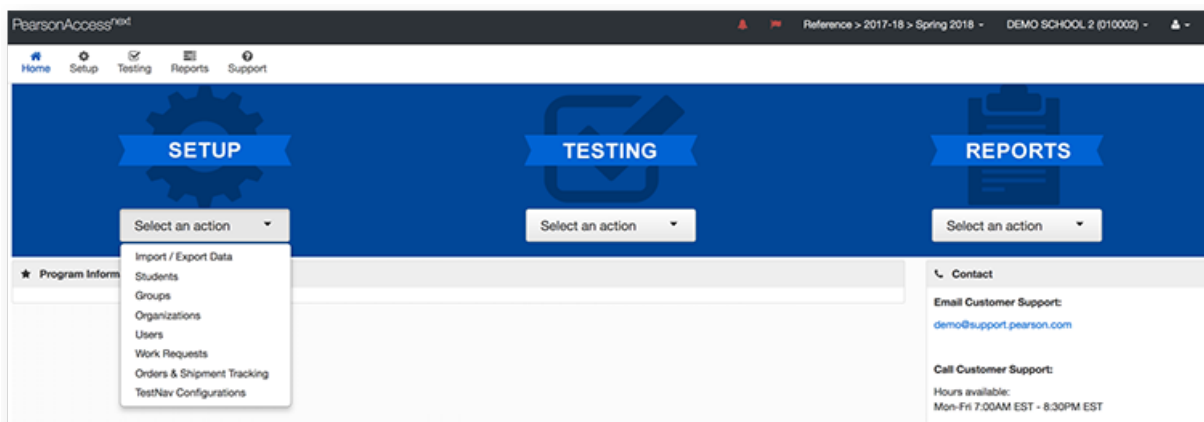 PearsonAccessnext
Reference > 2017-18 > Spring 2018
DEMO SCHOOL 2 (010002)
Home
Setup
Testing
Reports
Support
SETUP
TESTING
REPORTS
Select an action
Select an action
Select an action
Import / Export Data
Students
Groups
Organizations
Users
Work Requests
Orders & Shipment Tracking
TestNav Configurations
Program Inform
Contact
Email Customer Support:
demo@support.pearson.com
Call Customer Support:
Hours available:
Mon-Fri 7:00AM EST - 8:30PM EST